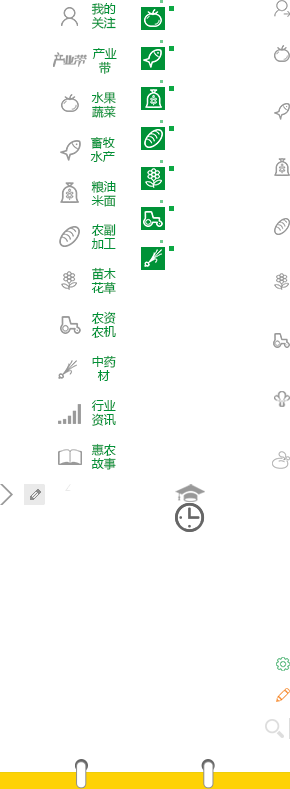 我的
关注
产业带
产业
带
水果
蔬菜
畜牧
水产
粮油
米面
农副
加工
苗木
花草
农资
农机
中药
材
行业
资讯
惠农
故事